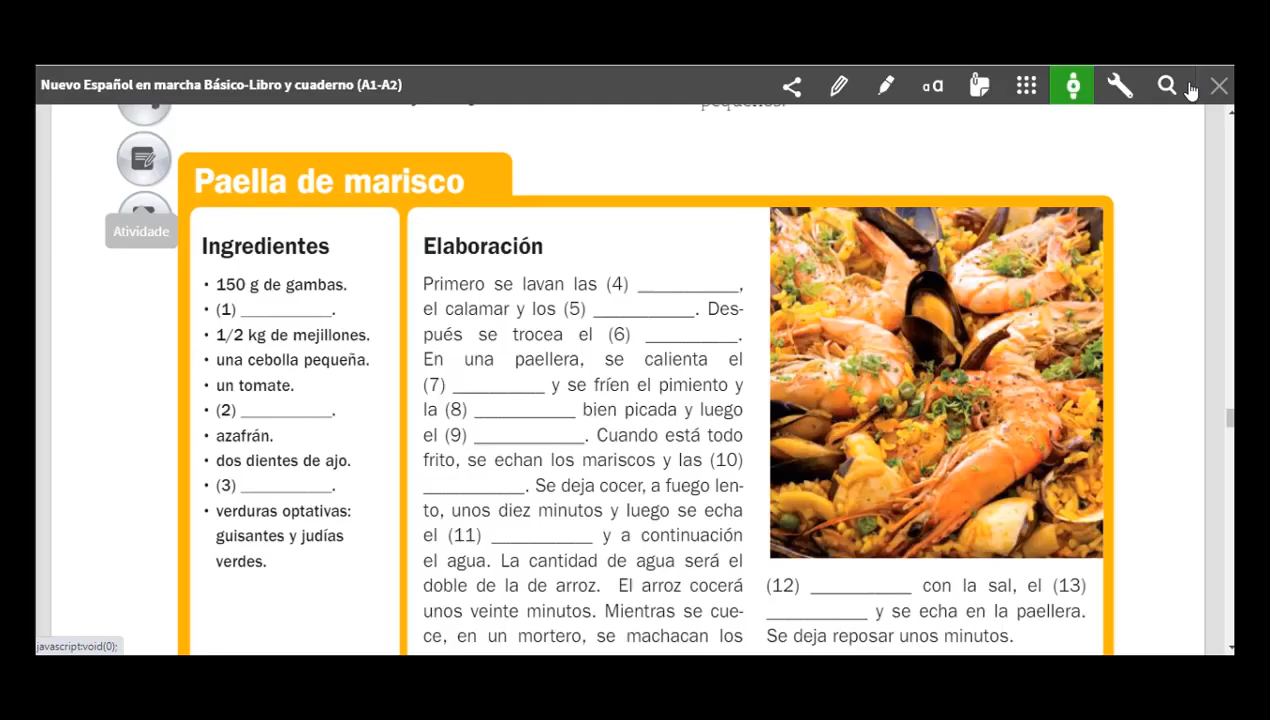 Nuevo Español en marcha Básico-Libro y cuaderno (A1-A2)
aa
pequeños.
Atividade
Paella de marisco
Ingredientes
• 150 g de gambas.
• (1) ___________.
• 1/2 kg de mejillones.
• una cebolla pequeña.
• un tomate.
• (2) ___________.
• azafrán.
• dos dientes de ajo.
• (3) ___________.
• verduras optativas:
guisantes y judías
verdes.
Elaboración
Primero se lavan las (4) ___________,
el calamar y los (5) ___________. Des-
pués se trocea el (6) __________.
En una paellera, se calienta el
(7) __________ y se fríen el pimiento y
la (8) ___________ bien picada y luego
el (9) ____________. Cuando está todo
frito, se echan los mariscos y las (10)
___________. Se deja cocer, a fuego len-
to, unos diez minutos y luego se echa
el (11) ___________ y a continuación
el agua. La cantidad de agua será el
doble de la de arroz. El arroz cocerá
unos veinte minutos. Mientras se cue-
ce, en un mortero, se machacan los
(12) ___________ con la sal, el (13)
___________ y se echa en la paellera.
Se deja reposar unos minutos.
javascript:void(0);